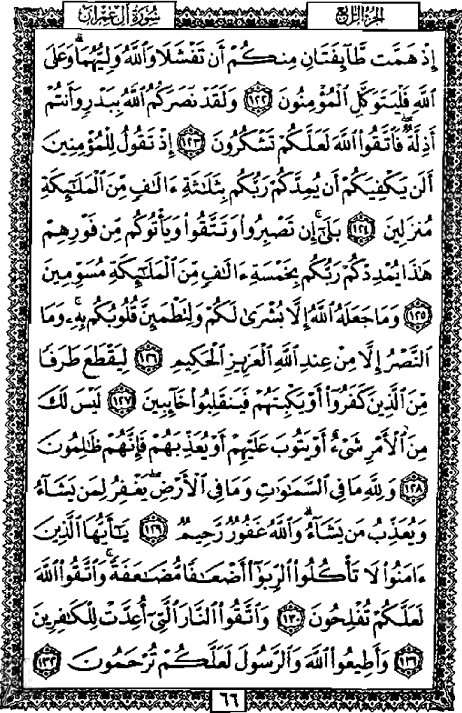 الجزء الرابع
سورة آل عمران
إِذْ هَمَّت طَّآئِفَتَانِ مِنكُمْ أَن تَفْشَلَا وَٱللَّهُ وَلِيُّهُمَا ۗ وَعَلَى
ٱللَّهِ فَلْيَتَوَكَّلِ ٱلْمُؤْمِنُونَ ١٢٢ وَلَقَدْ نَصَرَكُمُ ٱللَّهُ بِبَدْرٍ وَأَنتُمْ
أَذِلَّةٌ ۖ فَٱتَّقُوا۟ ٱللَّهَ لَعَلَّكُمْ تَشْكُرُونَ ١٢٣ إِذْ تَقُولُ لِلْمُؤْمِنِينَ
أَلَن يَكْفِيَكُمْ أَن يُمِدَّكُمْ رَبُّكُم بِثَلَٰثَةِ ءَالَٰفٍ مِّنَ ٱلْمَلَٰٓئِكَةِ
مُنزَلِينَ ١٢٤ بَلَىٰٓ ۚ إِن تَصْبِرُوا۟ وَتَتَّقُوا۟ وَيَأْتُوكُم مِّن فَوْرِهِمْ
هَٰذَا يُمْدِدْكُمْ رَبُّكُم بِخَمْسَةِ ءَالَٰفٍ مِّنَ ٱلْمَلَٰٓئِكَةِ مُسَوِّمِينَ
١٢٥ وَمَا جَعَلَهُ ٱللَّهُ إِلَّا بُشْرَىٰ لَكُمْ وَلِتَطْمَئِنَّ قُلُوبُكُم بِهِۦ ۗ وَمَا
ٱلنَّصْرُ إِلَّا مِنْ عِندِ ٱللَّهِ ٱلْعَزِيزِ ٱلْحَكِيمِ ١٢٦ لِيَقْطَعَ طَرَفًا
مِّنَ ٱلَّذِينَ كَفَرُوٓا۟ أَوْ يَكْبِتَهُمْ فَيَنقَلِبُوا۟ خَآئِبِينَ ١٢٧ لَيْسَ لَكَ
مِنَ ٱلْأَمْرِ شَىْءٌ أَوْ يَتُوبَ عَلَيْهِمْ أَوْ يُعَذِّبَهُمْ فَإِنَّهُمْ ظَٰلِمُونَ
١٢٨ وَلِلَّهِ مَا فِى ٱلسَّمَٰوَٰتِ وَمَا فِى ٱلْأَرْضِ ۚ يَغْفِرُ لِمَن يَشَآءُ
وَيُعَذِّبُ مَن يَشَآءُ ۚ وَٱللَّهُ غَفُورٌ رَّحِيمٌ ١٢٩ يَٰٓأَيُّهَا ٱلَّذِينَ
ءَامَنُوا۟ لَا تَأْكُلُوا۟ ٱلرِّبَوٰٓا۟ أَضْعَٰفًا مُّضَٰعَفَةً ۖ وَٱتَّقُوا۟ ٱللَّهَ
لَعَلَّكُمْ تُفْلِحُونَ ١٣٠ وَٱتَّقُوا۟ ٱلنَّارَ ٱلَّتِىٓ أُعِدَّتْ لِلْكَٰفِرِينَ
١٣١ وَأَطِيعُوا۟ ٱللَّهَ وَٱلرَّسُولَ لَعَلَّكُمْ تُرْحَمُونَ ١٣٢
٦٦